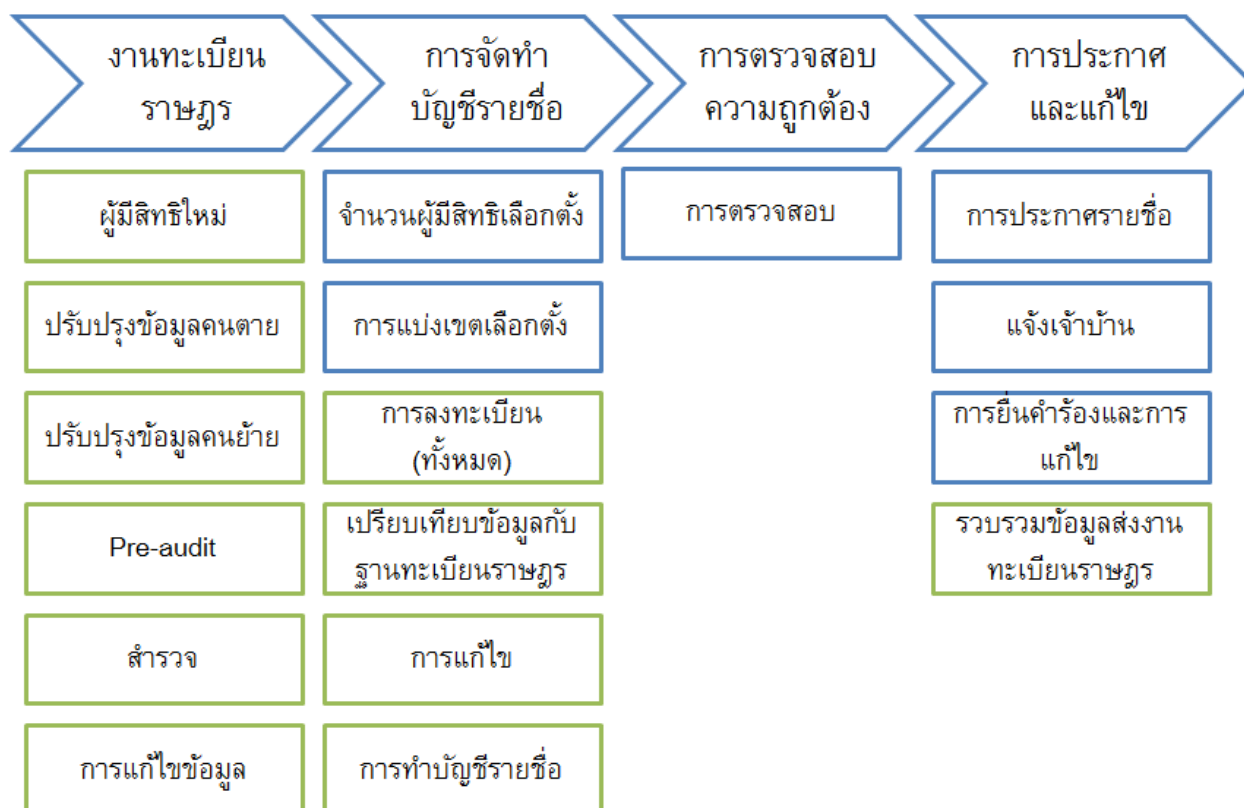 งานทะเบียน
ราษฎร
การจัดทำ
บัญชีรายชื่อ
การตรวจสอบ
ความถูกต้อง
การประกาศ
และแก้ไข
ผู้มีสิทธิใหม่
ปรับปรุงข้อมูลคนตาย
ปรับปรุงข้อมูลคนย้าย
Pre-audit
สำรวจ
การแก้ไขข้อมูล
จำนวนผู้มีสิทธิเลือกตั้ง
การแบ่งเขตเลือกตั้ง
การลงทะเบียน
(ทั้งหมด)
เปรียบเทียบข้อมูลกับ
ฐานทะเบียนราษฎร
การแก้ไข
การทำบัญชีรายชื่อ
การตรวจสอบ
การประกาศรายชื่อ
แจ้งเจ้าบ้าน
การยื่นคำร้องและการ
แก้ไข
รวบรวมข้อมูลส่งงาน
ทะเบียนราษฎร